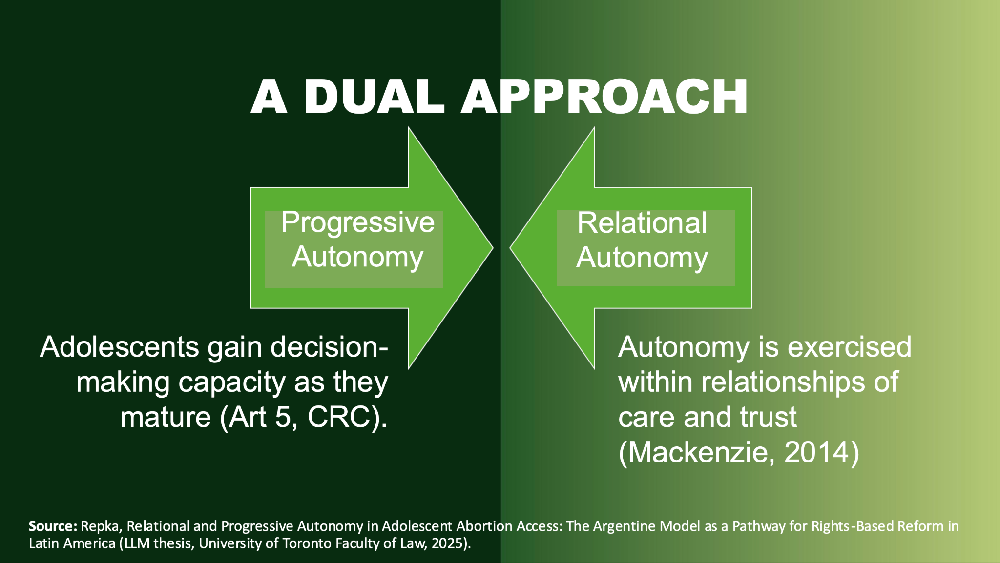 A DUAL APPROACH
Progressive
Autonomy
Relational
Autonomy
Adolescents gain decision-
making capacity as they
mature (Art 5, CRC).
Autonomy is exercised
within relationships of
care and trust
(Mackenzie, 2014)
Source: Repka, Relational and Progressive Autonomy in Adolescent Abortion Access: The Argentine Model as a Pathway for Rights-Based Reform in
Latin America (LLM thesis, University of Toronto Faculty of Law, 2025).